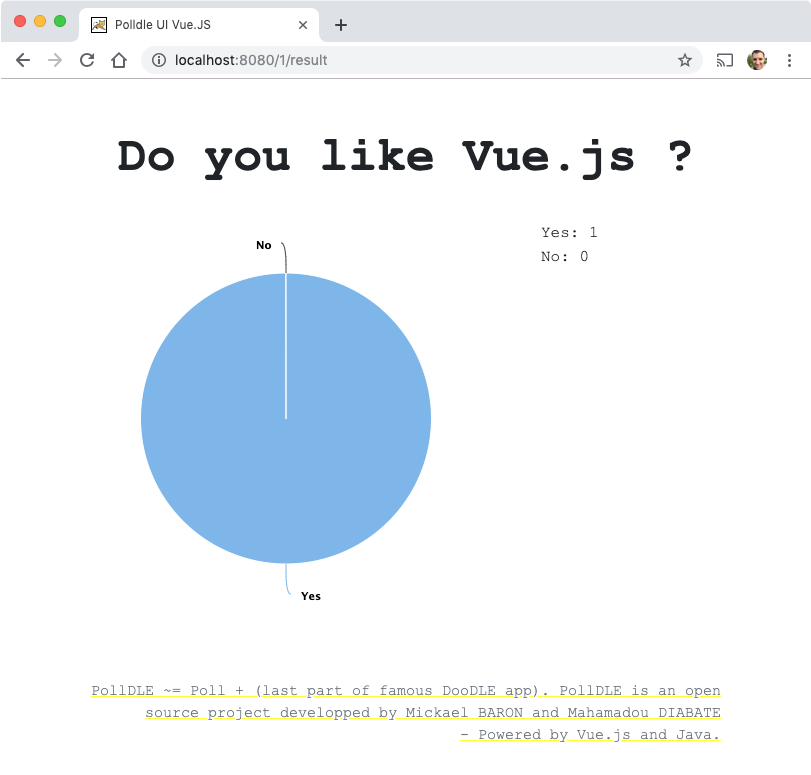 Polldle UI Vue.JS
localhost:8080/1/result
Do you like Vue.js ?
Yes: 1
No: 0
No
Yes
PollDLE ~= Poll + (last part of famous DooDLE app). PollDLE is an open
source project developped by Mickael BARON and Mahamadou DIABATE
- Powered by Vue.js and Java.